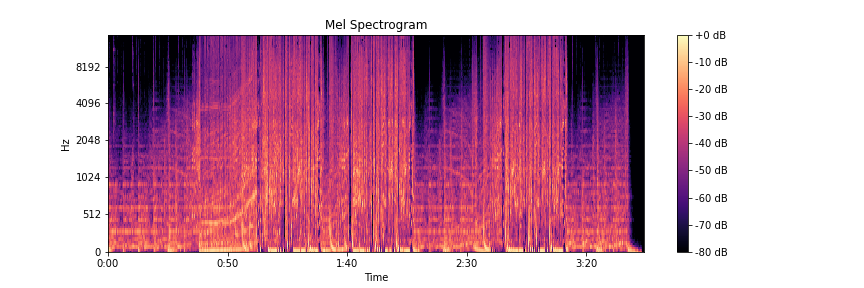 Mel Spectrogram
+0 dB
8192
-10 dB
4096
-20 dB
-30 dB
Hz
2048
-40 dB
1024
-50 dB
512
-60 dB
-70 dB
0
-80 dB
0:00 0:50 1:40 2:30 3:20
Time